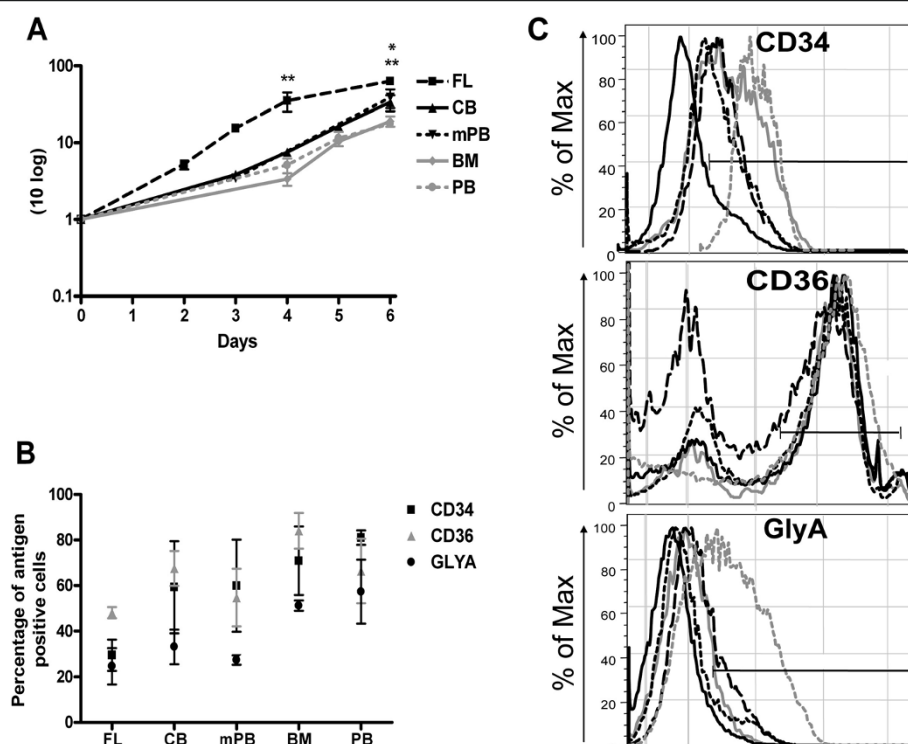 A
100
10
1
0.1
(10 log)
0 1 2 3 4 5 6
Days
**
*
**
FL
CB
mPB
BM
PB
B
100
80
60
40
20
0
Percentage of antigen
positive cells
FL CB mPB BM PB
CD34
CD36
GLYA
C
CD34
% of Max
100
80
60
40
20
0
CD36
% of Max
100
80
60
40
20
0
GlyA
% of Max
100
80
60
40
20
0